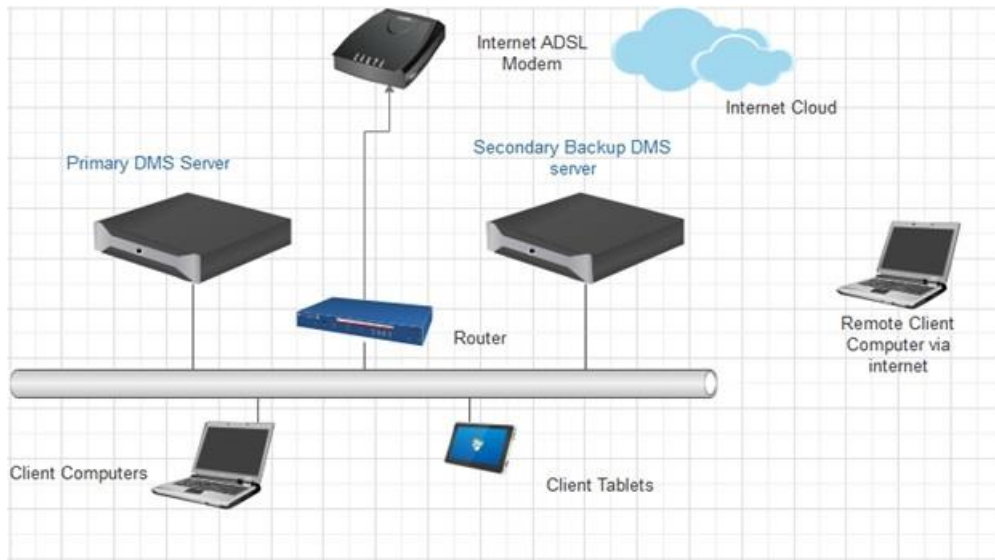 Internet ADSL
Modem
Internet Cloud
Primary DMS Server
Secondary Backup DMS
server
Router
Remote Client
Computer via
internet
Client Computers
Client Tablets